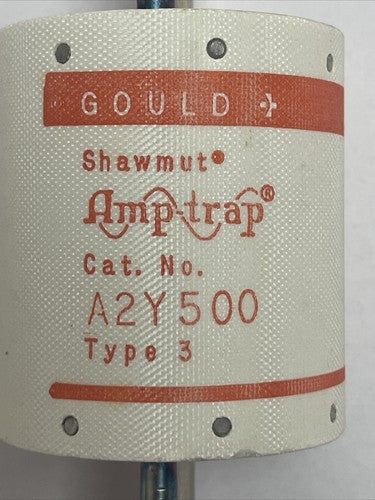 GOULD
Shawmut®
Amp-trap®
Cat. No.
A2Y500
Type 3